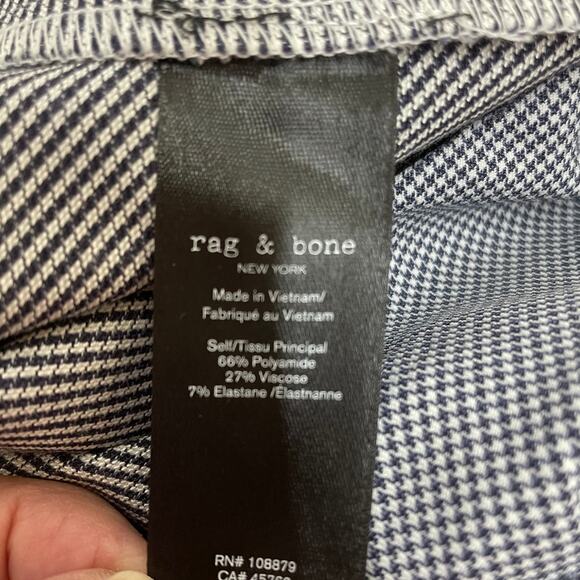 rag & bone
NEW YORK
Made in Vietnam/
Fabriqué au Vietnam
Self/Tissu Principal
66% Polyamide
27% Viscose
7% Elastane /Elastnanne
RN# 108879
CA#